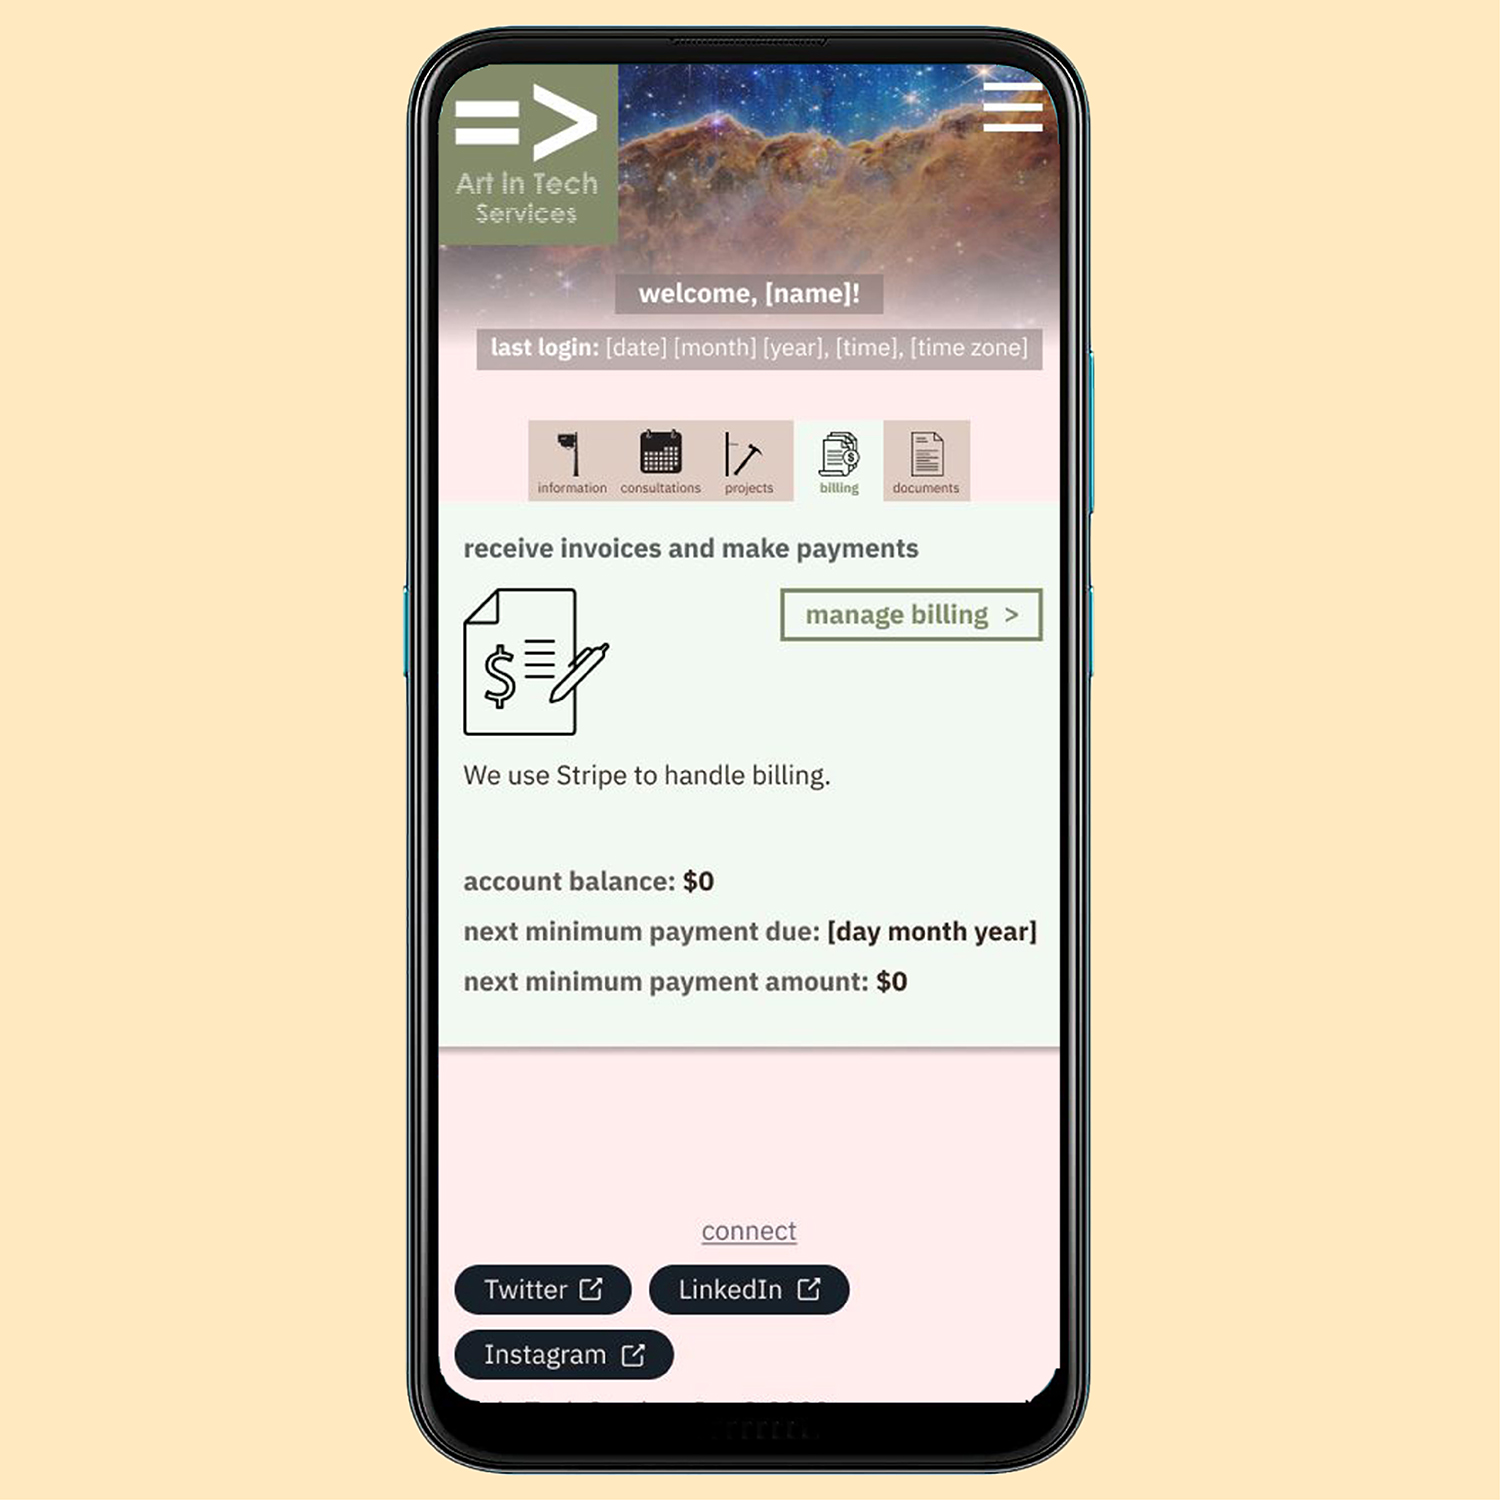 =>
Art in Tech
Services
welcome, [name]!
last login: [date] [month] [year], [time], [time zone]
information consultations projects billing documents
receive invoices and make payments
manage billing >
$
We use Stripe to handle billing.
account balance: $0
next minimum payment due: [day month year]
next minimum payment amount: $0
connect
Twitter
LinkedIn
Instagram